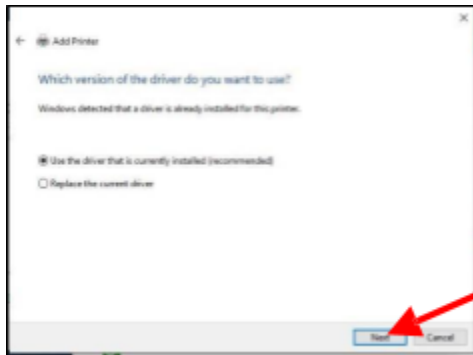 Add Printer
Which version of the driver do you want to use?
Windows detected that a driver is already installed for this printer.
Use the driver that is currently installed (recommended)
Replace the current driver
Next
Cancel